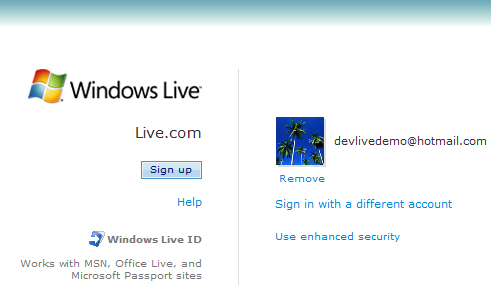 Windows Live
Live.com
Sign up
Help
Windows Live ID
Works with MSN, Office Live, and
Microsoft Passport sites
devlivedemo@hotmail.com
Remove
Sign in with a different account
Use enhanced security